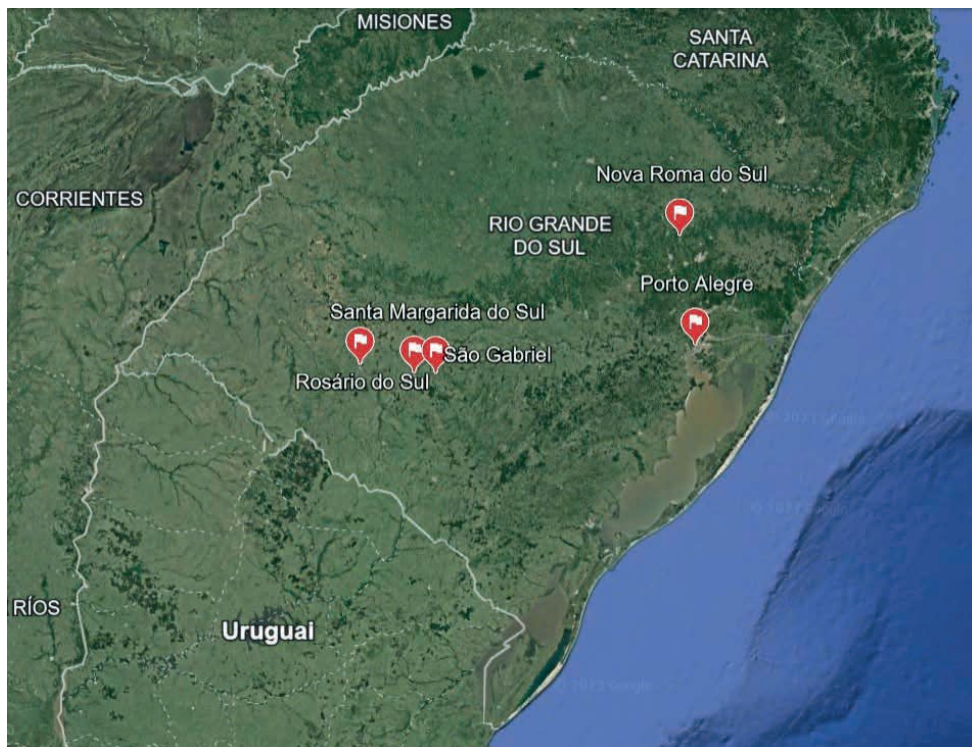 MISIONES
SANTA
CATARINA
CORRIENTES
Nova Roma do Sul
RIO GRANDE
DO SUL
Porto Alegre
Santa Margarida do Sul
São Gabriel
Rosário do Sul
RÍOS
Uruguai